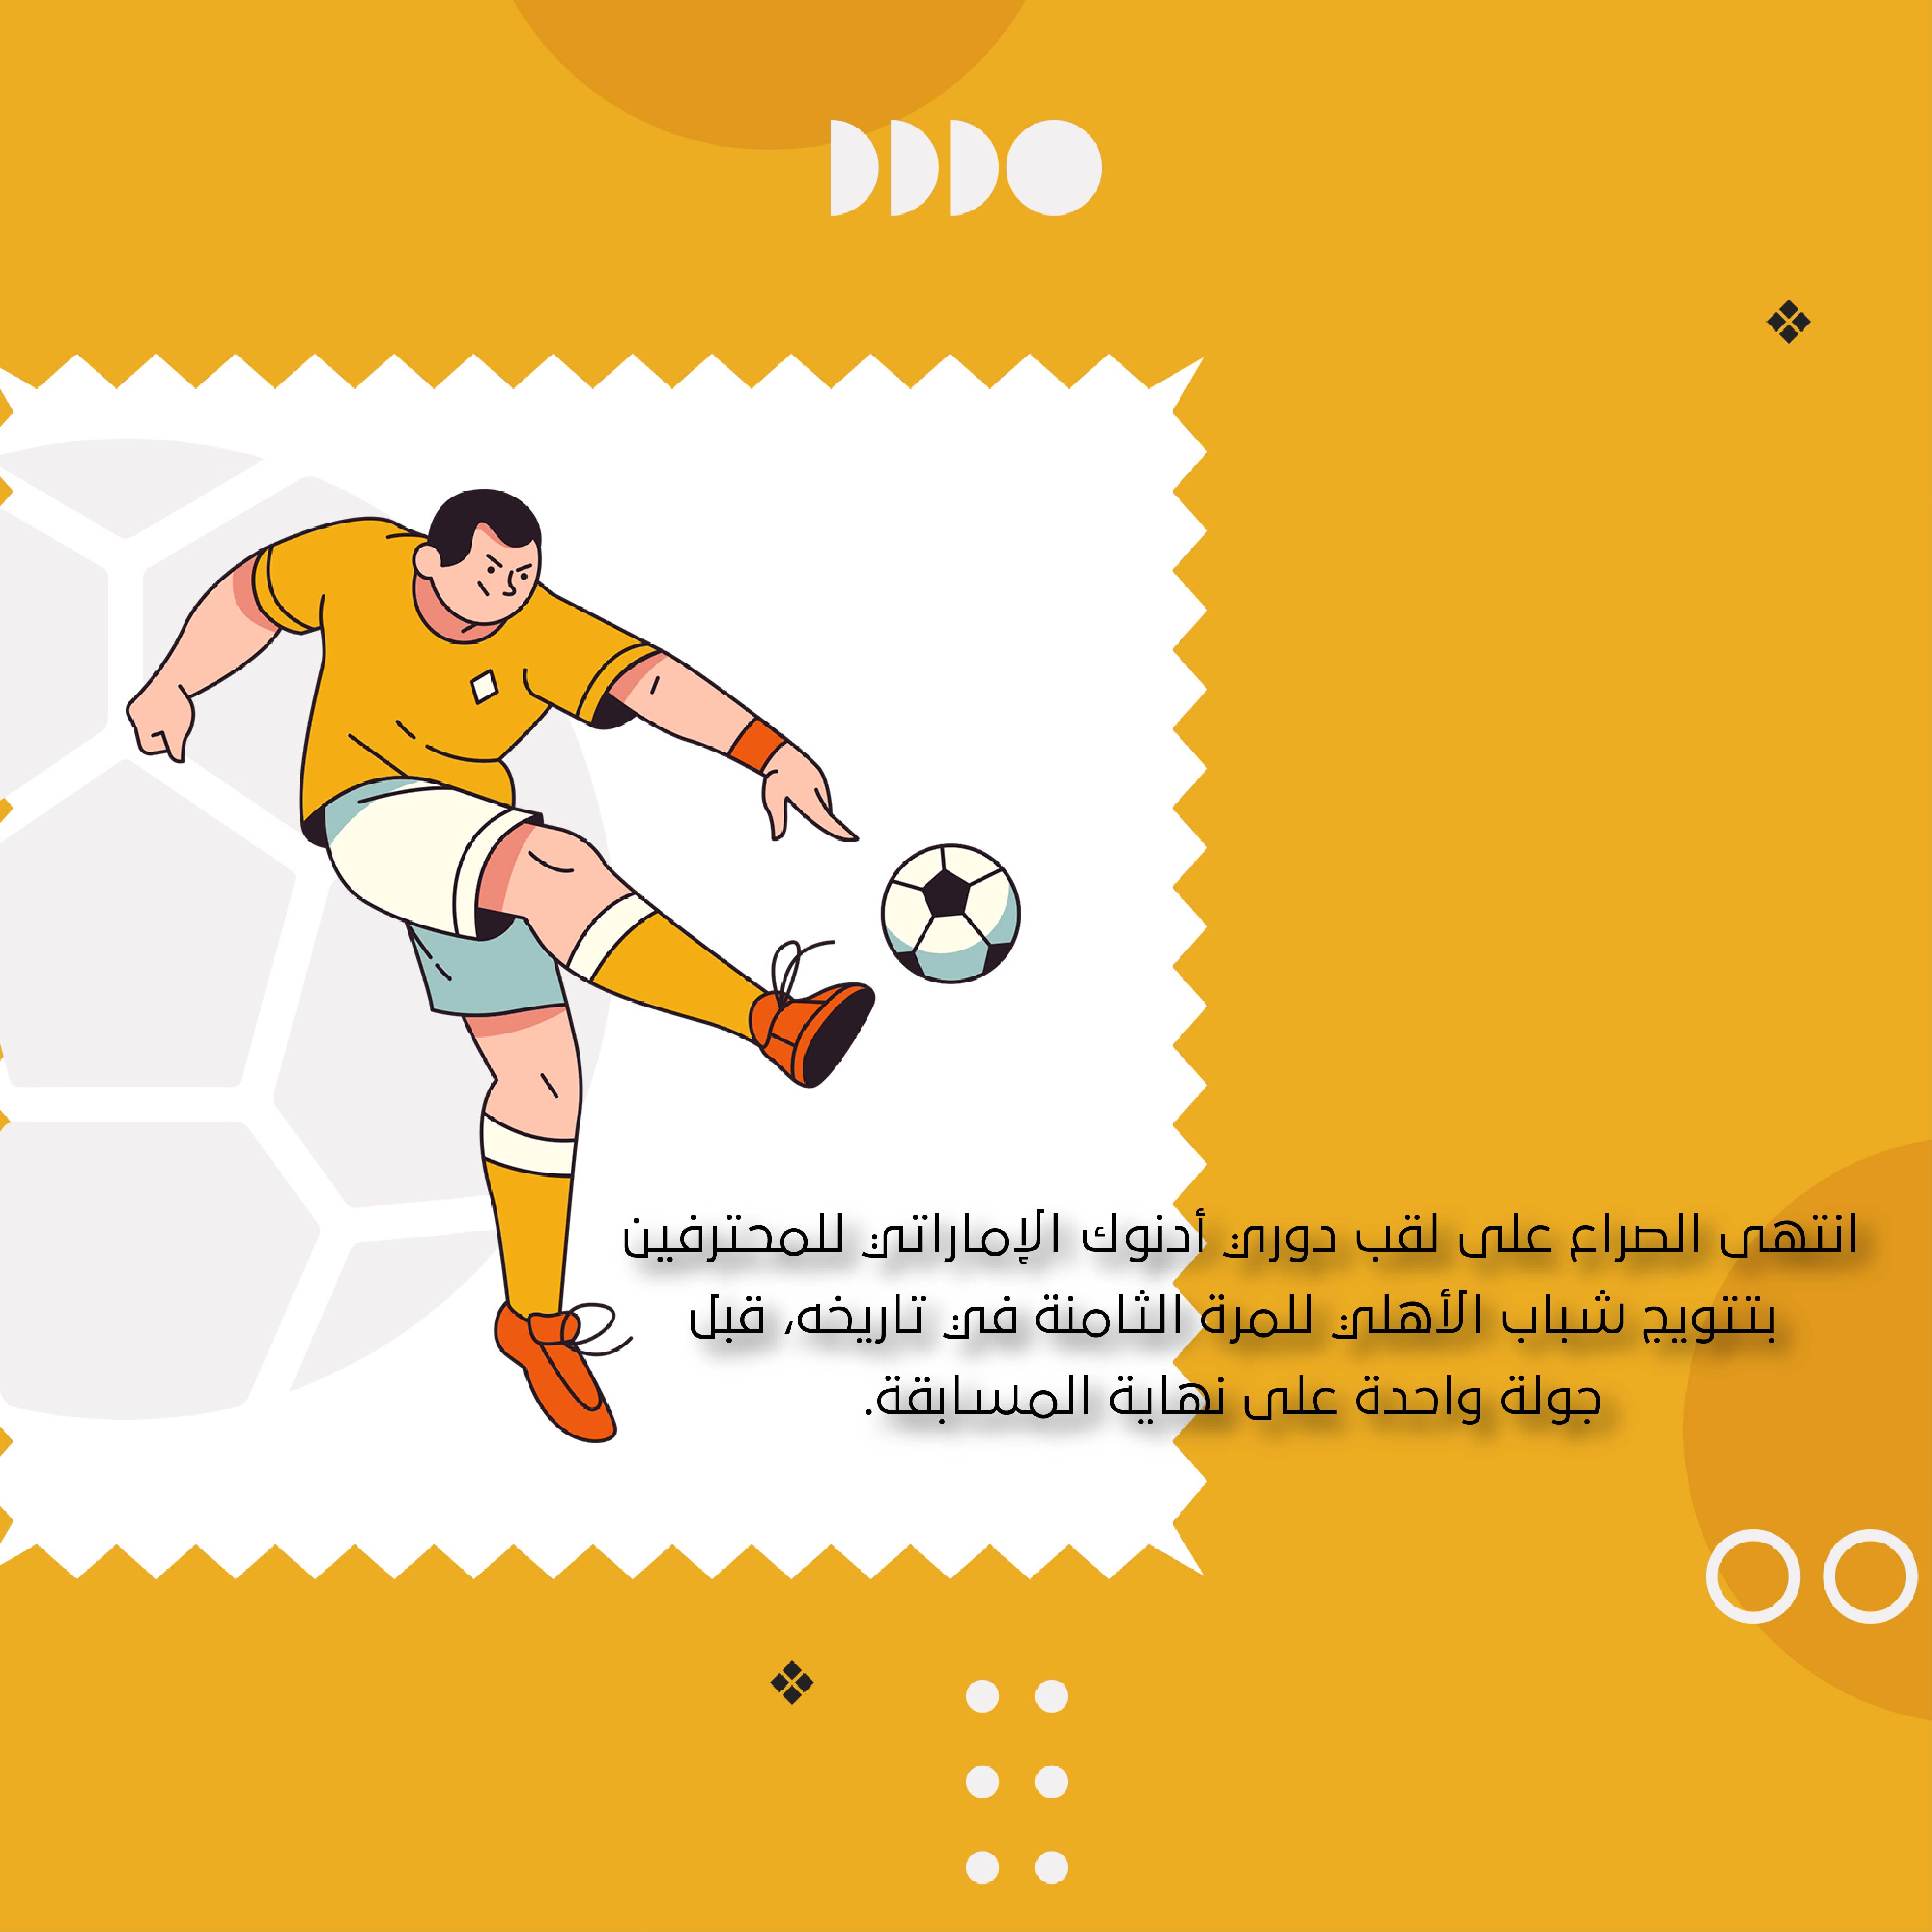 انتهى الصراع على لقب دوري أدنوك الإماراتي للمحترفين
بتتويج شباب الأهلي للمرة الثامنة في تاريخه، قبل
جولة واحدة على نهاية المسابقة.